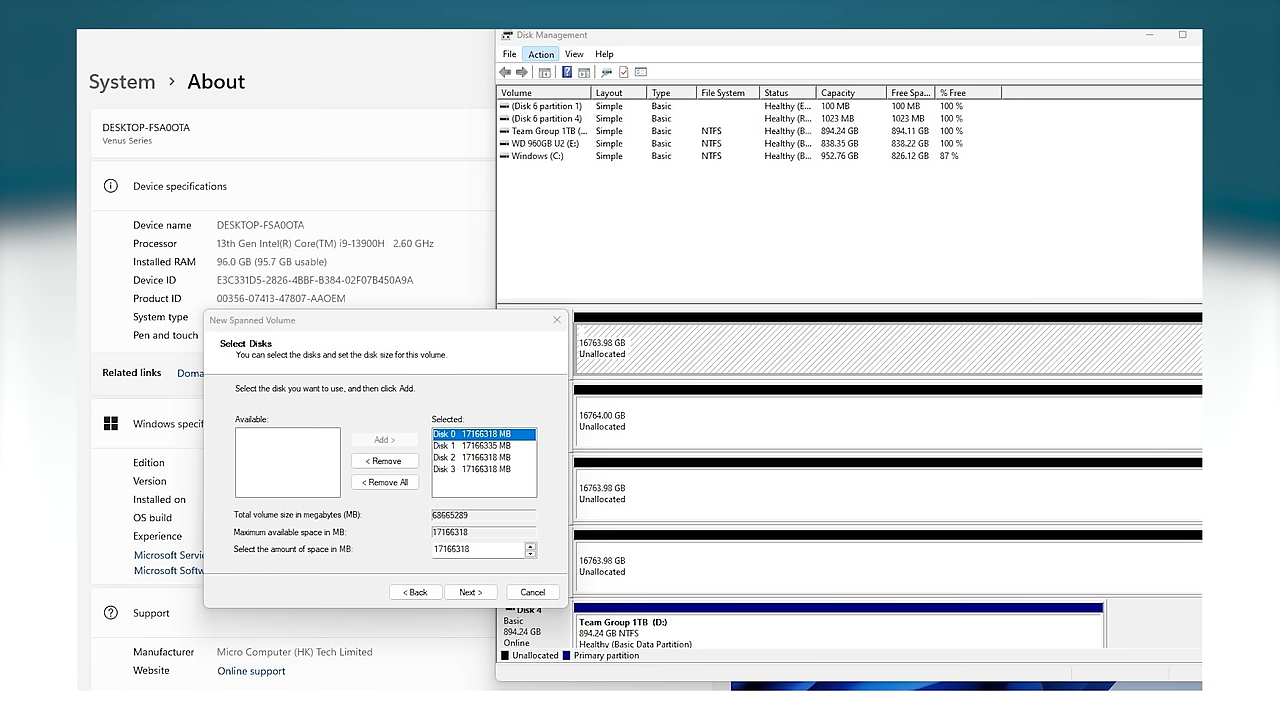 System › About
DESKTOP-FSA0OTA
Venus Series
Device specifications
Device name DESKTOP-FSA0OTA
Processor 13th Gen Intel(R) Core(TM) i9-13900H 2.60 GHz
Installed RAM 96.0 GB (95.7 GB usable)
Device ID E3C331D5-2826-4BBF-B384-02F07B450A9A
Product ID 00356-07413-47807-AAOEM
System type
Pen and touch
Related links Doma
Windows specif
Edition
Version
Installed on
OS build
Experience
Microsoft Servic
Microsoft Softw
Support
Manufacturer Micro Computer (HK) Tech Limited
Website Online support
New Spanned Volume
Select Disks
You can select the disks and set the disk size for this volume.
Select the disk you want to use, and then click Add.
Available: Selected:
Add >
< Remove
< Remove All
Disk 0 17166318 MB
Disk 1 17166335 MB
Disk 2 17166318 MB
Disk 3 17166318 MB
Total volume size in megabytes (MB): 68665289
Maximum available space in MB: 17166318
Select the amount of space in MB: 17166318
< Back Next > Cancel
Disk Management
File Action View Help
Volume Layout Type File System Status Capacity Free Spa... % Free
(Disk 6 partition 1) Simple Basic Healthy (E... 100 MB 100 MB 100 %
(Disk 6 partition 4) Simple Basic Healthy (R... 1023 MB 1023 MB 100 %
Team Group 1TB (... Simple Basic NTFS Healthy (B... 894.24 GB 894.11 GB 100 %
WD 960GB U2 (E:) Simple Basic NTFS Healthy (B... 838.35 GB 838.22 GB 100 %
Windows (C:) Simple Basic NTFS Healthy (B... 952.76 GB 826.12 GB 87 %
16763.98 GB
Unallocated
16764.00 GB
Unallocated
16763.98 GB
Unallocated
16763.98 GB
Unallocated
Disk 4
Basic
894.24 GB
Online
Team Group 1TB (D:)
894.24 GB NTFS
Healthy (Basic Data Partition)
Unallocated Primary partition